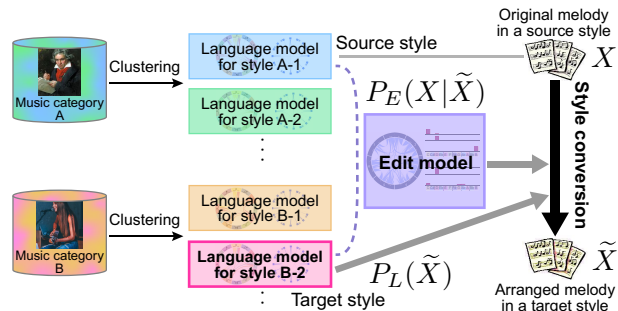 Original melody
in a source style
Language model
for style A-1
Source style
X
Clustering
Music category
A
P_E(X|X̃)
Language model
for style A-2
⋮
Edit model
Style conversion
Language model
for style B-1
Clustering
Music category
B
Language model
for style B-2
P_L(X̃)
X̃
⋮
Target style
Arranged melody
in a target style